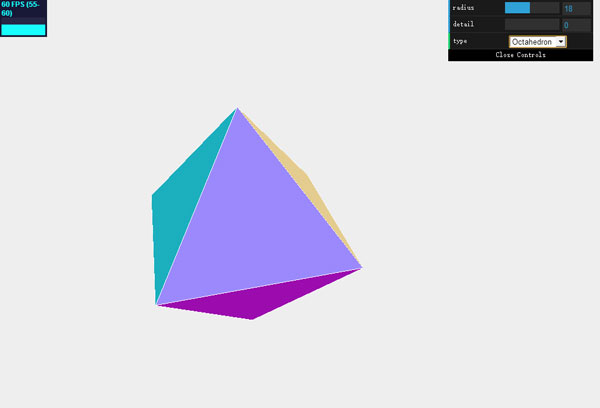 60 FPS (55-
60)
radius 18
detail 0
type Octahedron
Close Controls